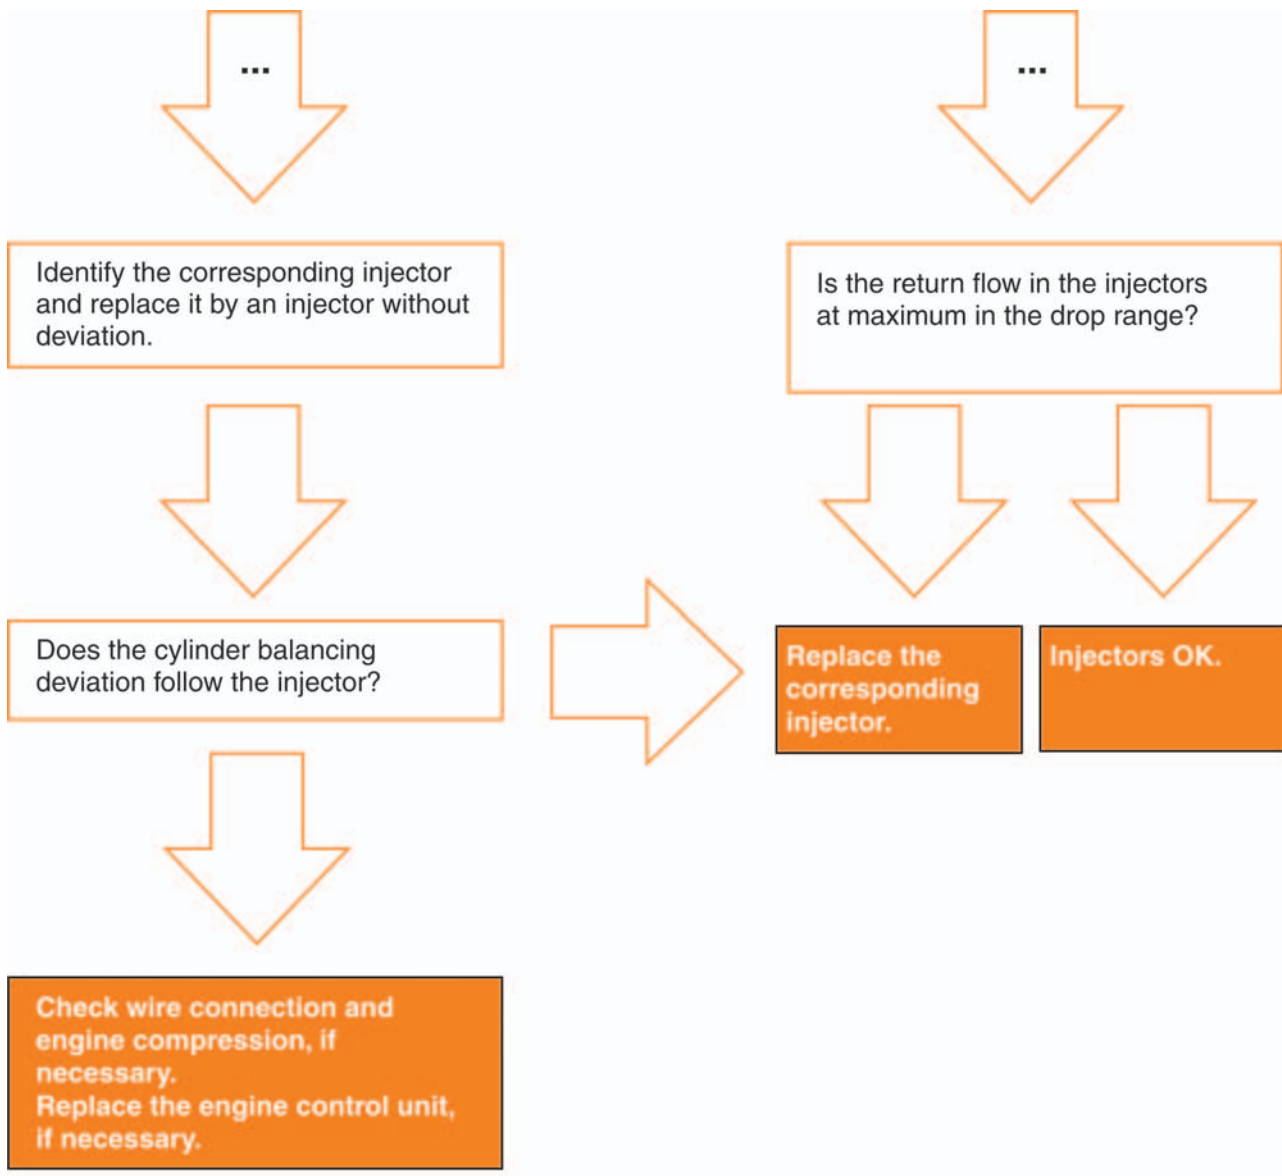 ...
Identify the corresponding injector
and replace it by an injector without
deviation.
Does the cylinder balancing
deviation follow the injector?
Check wire connection and
engine compression, if
necessary.
Replace the engine control unit,
if necessary.
...
Is the return flow in the injectors
at maximum in the drop range?
Replace the
corresponding
injector.
Injectors OK.